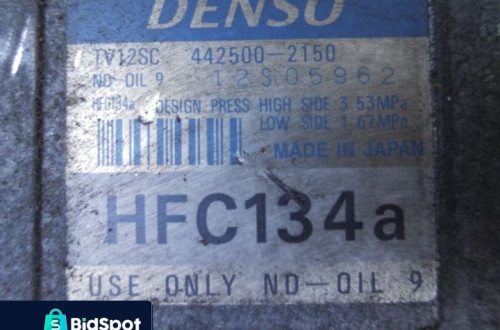 DENSO
TV12SC 442500-2150
ND-OIL 9 12S05962
HFC134a DESIGN PRESS HIGH SIDE 3.53MPa
LOW SIDE 1.67MPa
MADE IN JAPAN
HFC134a
USE ONLY ND-OIL 9
BidSpot